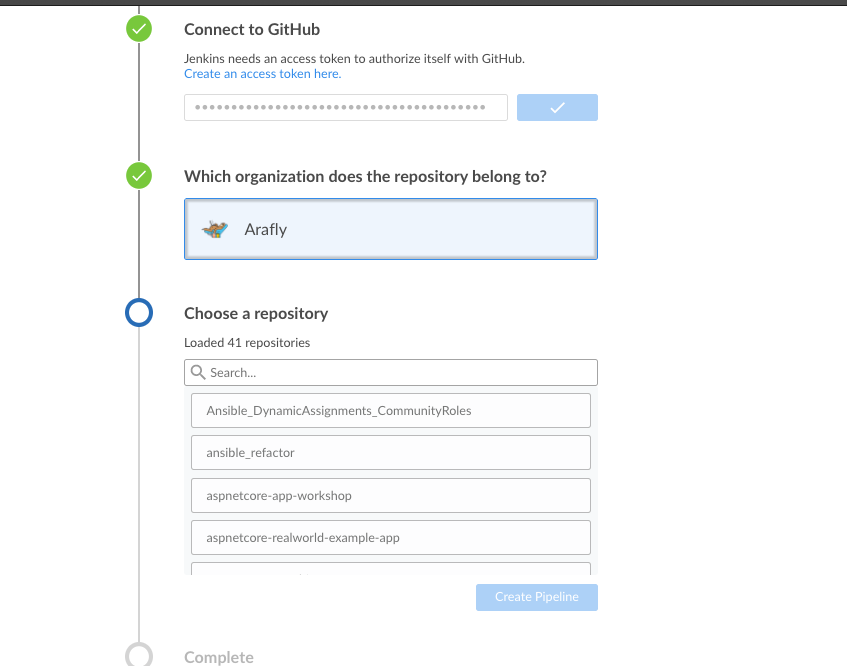 Connect to GitHub
Jenkins needs an access token to authorize itself with GitHub.
Create an access token here.
••••••••••••••••••••••••••••••••••••••••
Which organization does the repository belong to?
Arafly
Choose a repository
Loaded 41 repositories
Search...
Ansible_DynamicAssignments_CommunityRoles
ansible_refactor
aspnetcore-app-workshop
aspnetcore-realworld-example-app
Create Pipeline
Complete